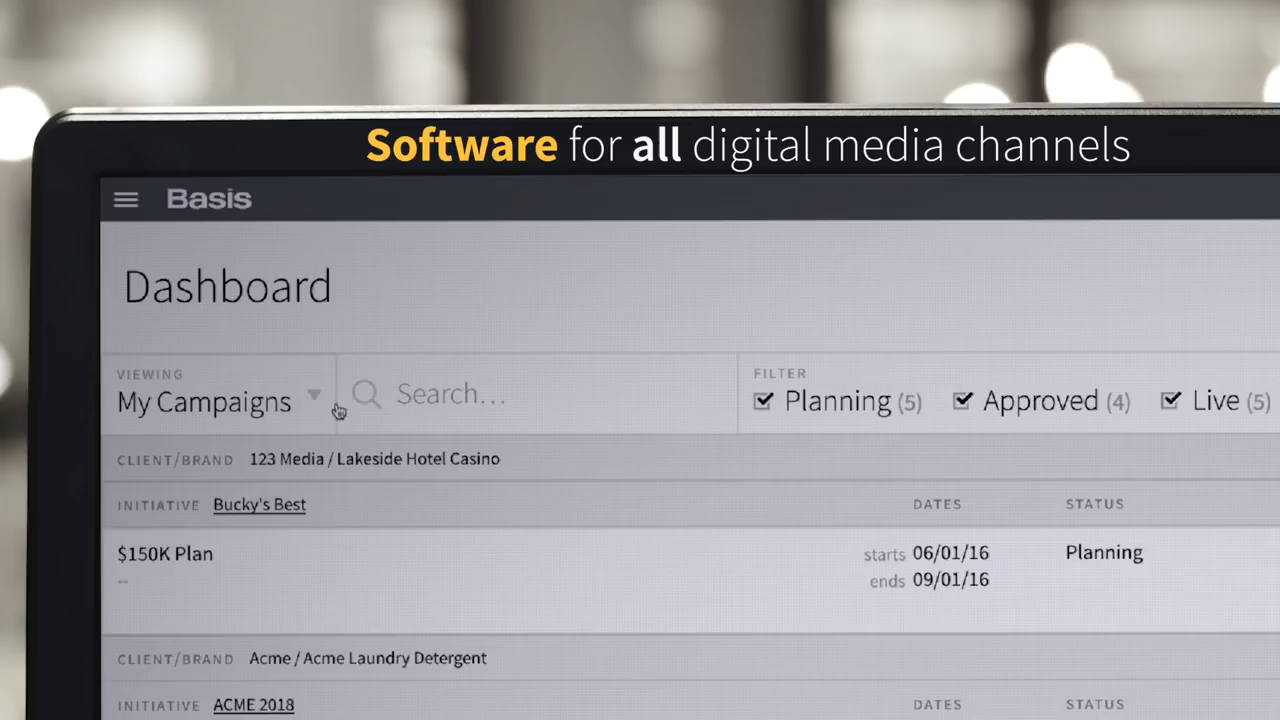 Software for all digital media channels
Basis
Dashboard
VIEWING
My Campaigns
Search...
FILTER
Planning (5)
Approved (4)
Live (5)
CLIENT/BRAND 123 Media / Lakeside Hotel Casino
INITIATIVE Bucky's Best DATES STATUS
$150K Plan starts 06/01/16 Planning
-- ends 09/01/16
CLIENT/BRAND Acme / Acme Laundry Detergent
INITIATIVE ACME 2018 DATES STATUS